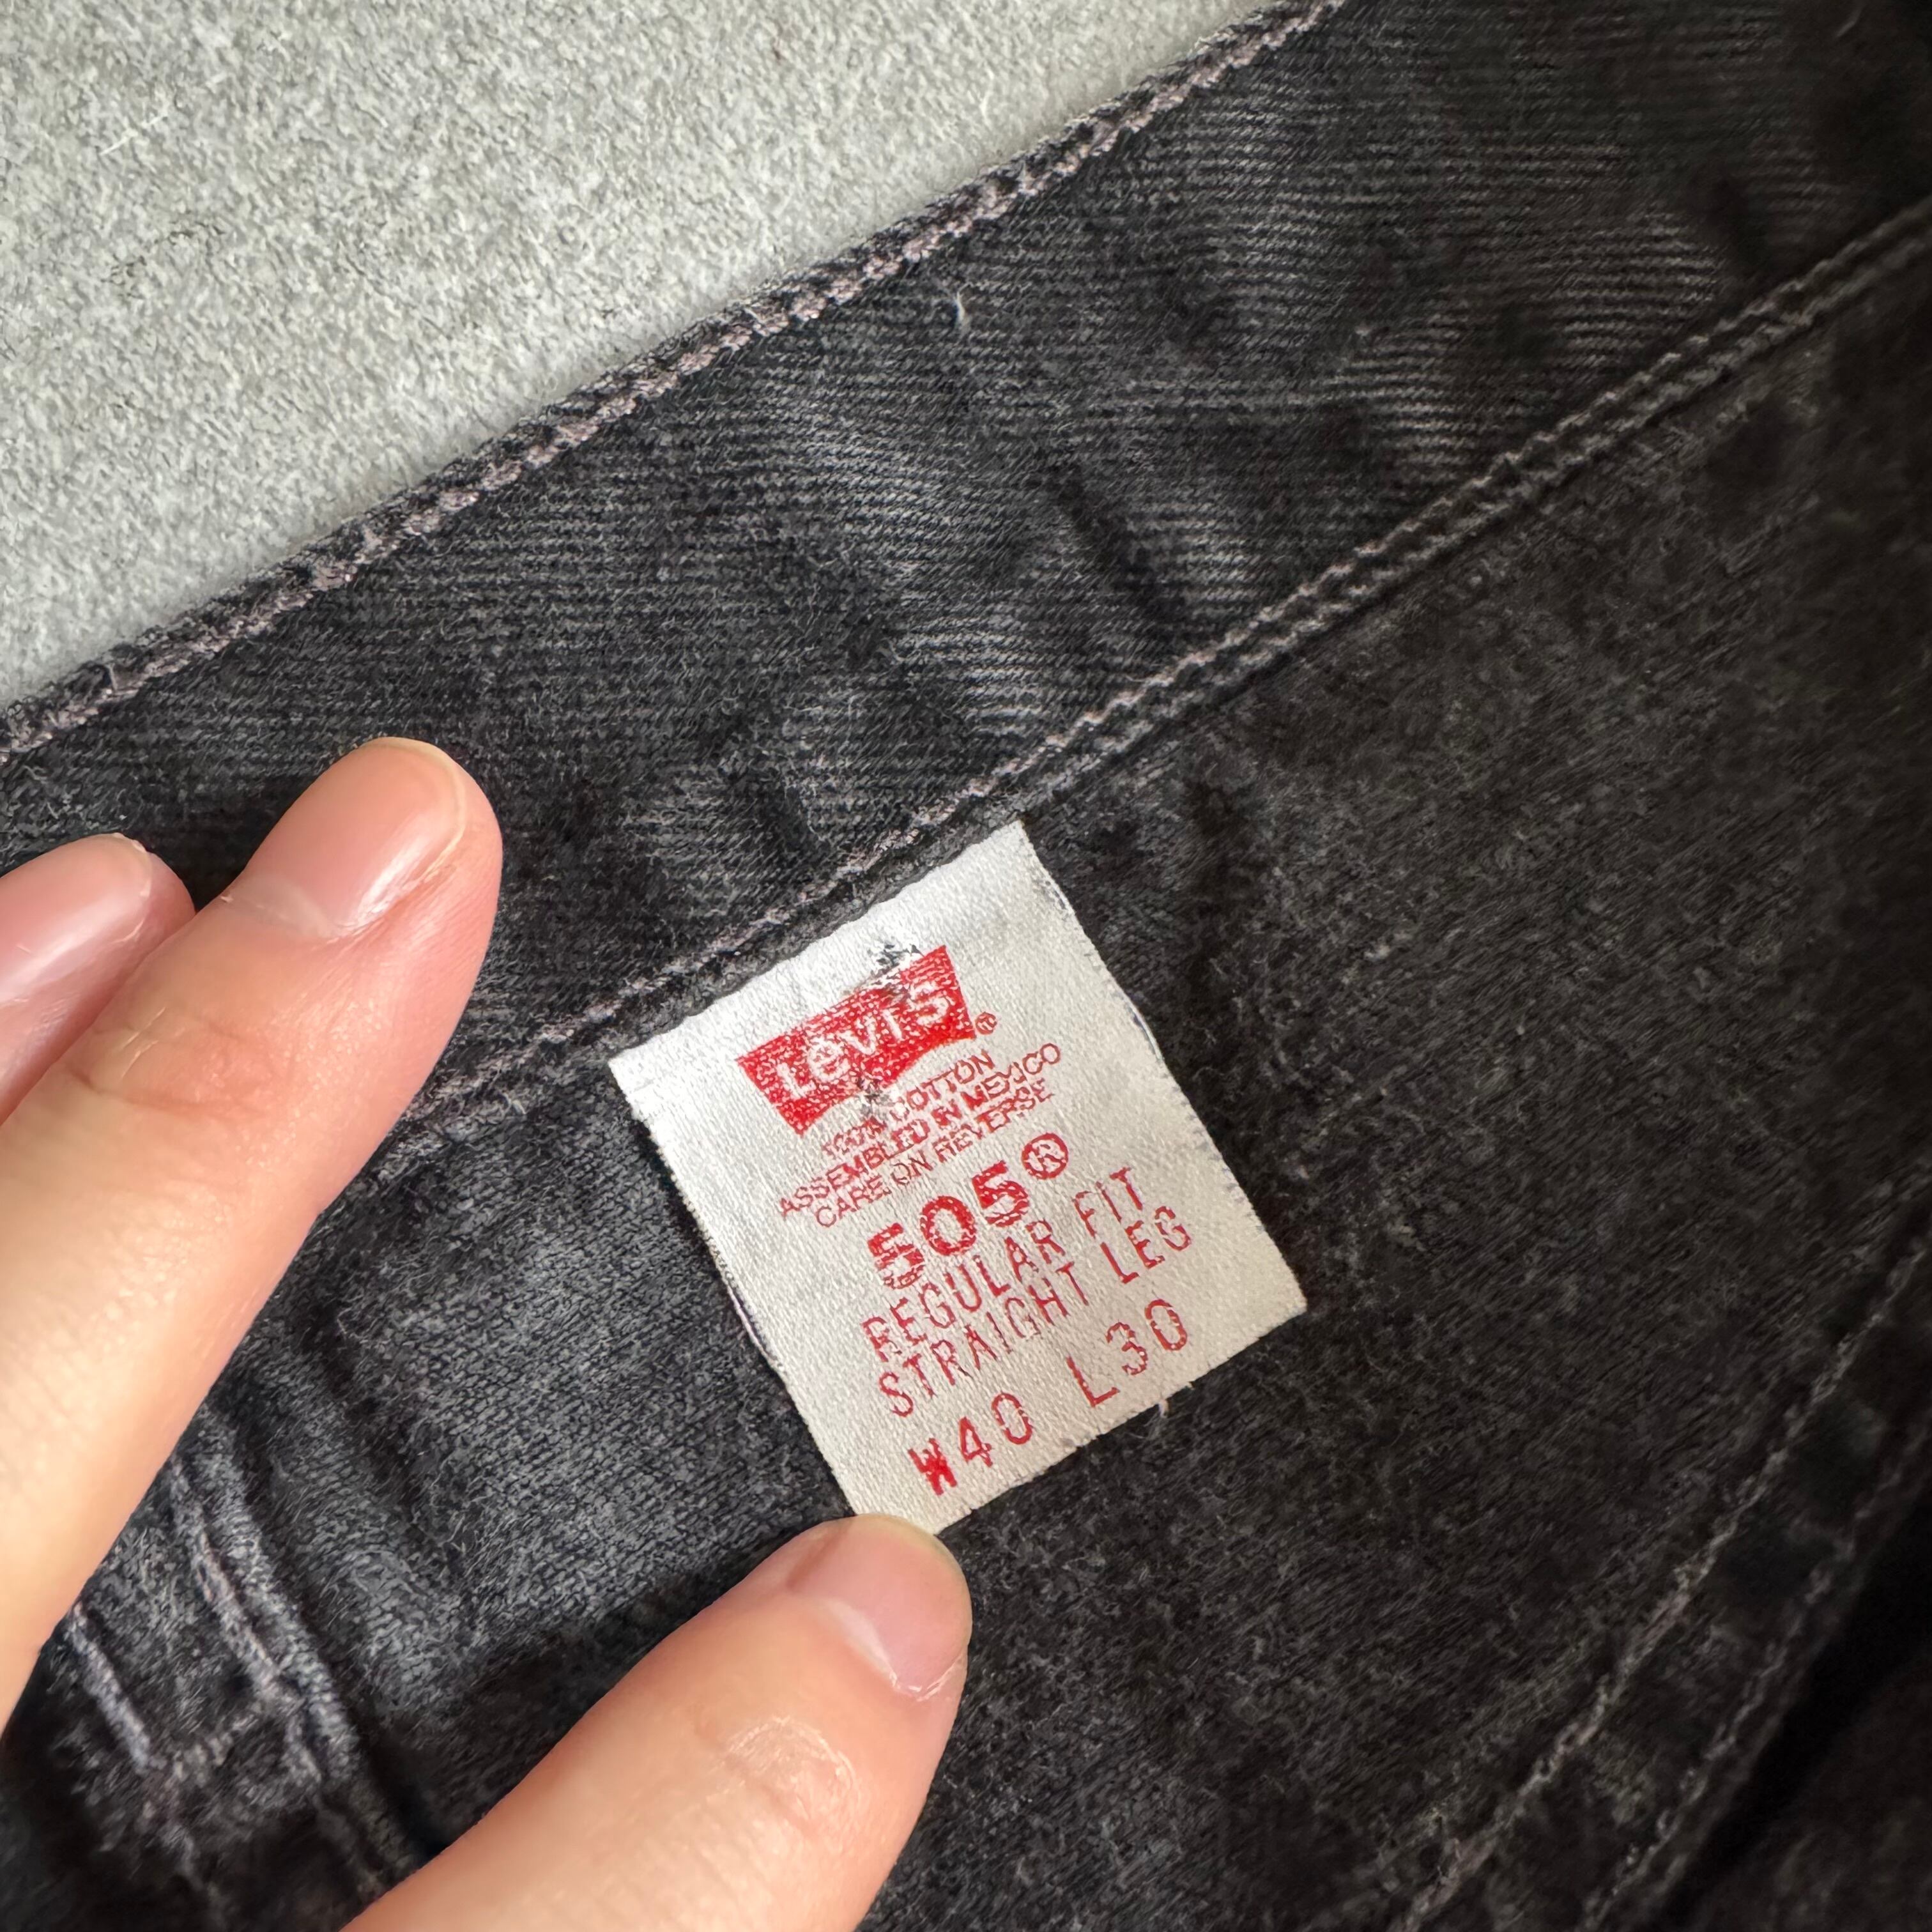 Levi's®
100% COTTON
ASSEMBLED IN MEXICO
CARE ON REVERSE
505®
REGULAR FIT
STRAIGHT LEG
W40 L30